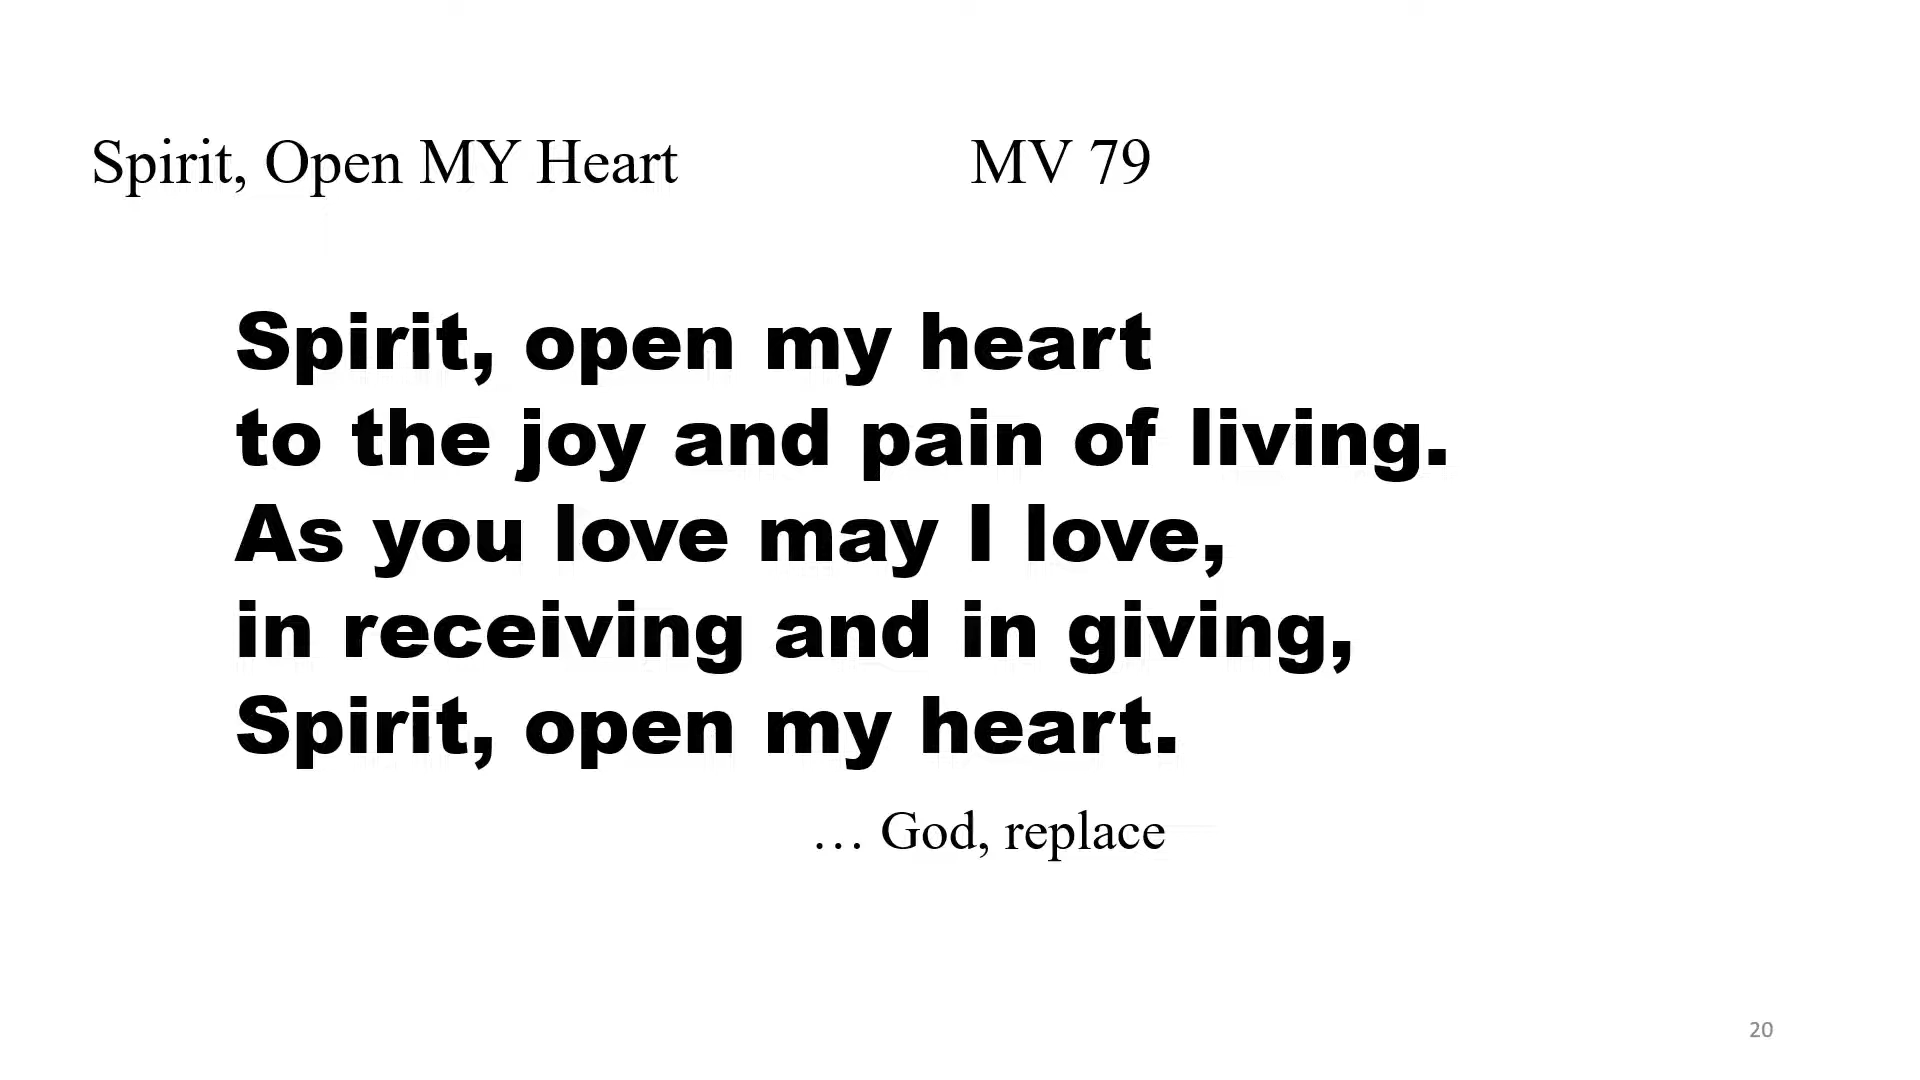 Spirit, Open MY Heart MV 79
Spirit, open my heart
to the joy and pain of living.
As you love may I love,
in receiving and in giving,
Spirit, open my heart.
… God, replace
20